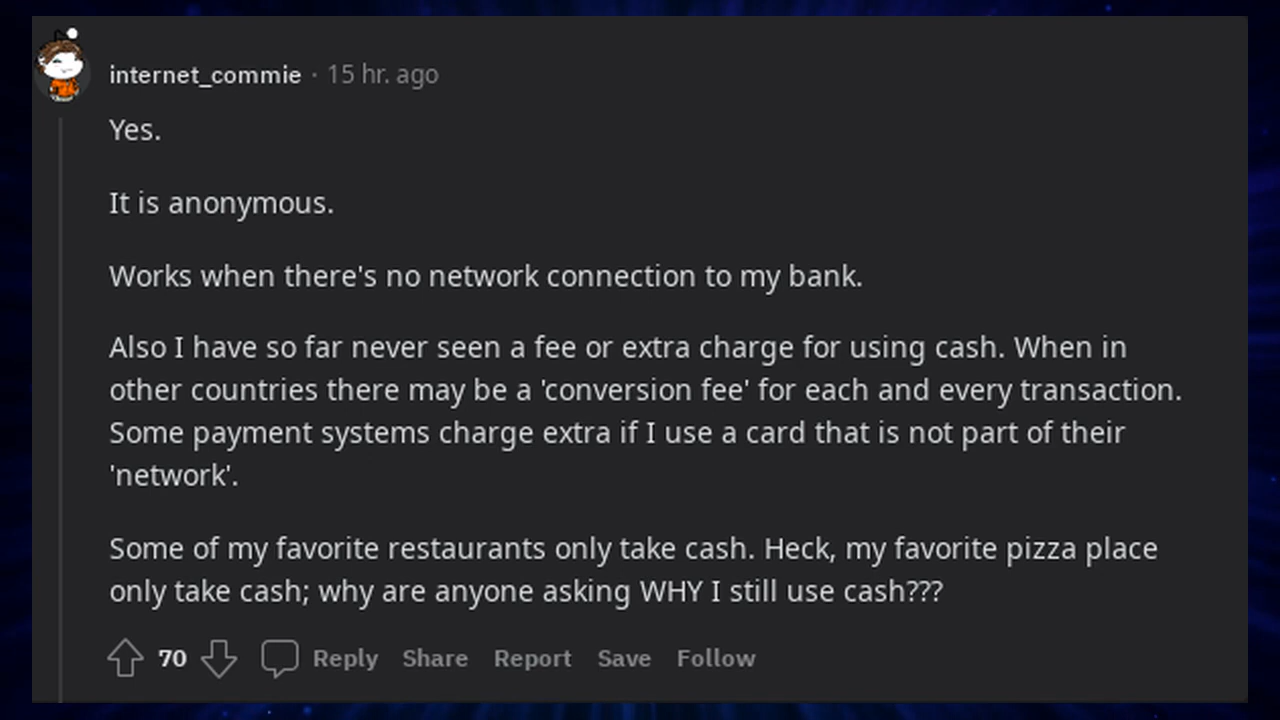 internet_commie · 15 hr. ago
Yes.
It is anonymous.
Works when there's no network connection to my bank.
Also I have so far never seen a fee or extra charge for using cash. When in
other countries there may be a 'conversion fee' for each and every transaction.
Some payment systems charge extra if I use a card that is not part of their
'network'.
Some of my favorite restaurants only take cash. Heck, my favorite pizza place
only take cash; why are anyone asking WHY I still use cash???
70 Reply Share Report Save Follow